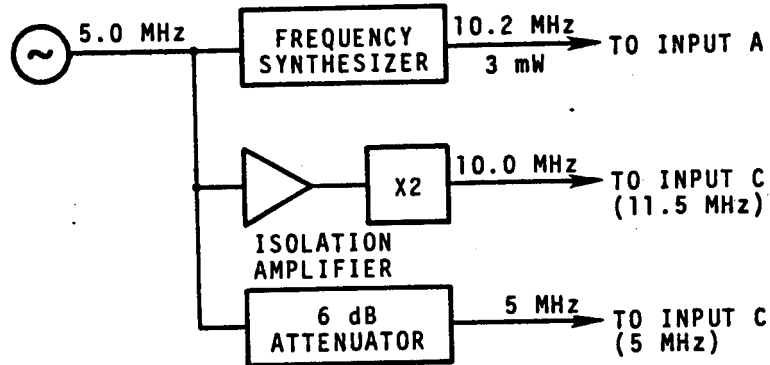 5.0 MHz
FREQUENCY
SYNTHESIZER
10.2 MHz
3 mW
TO INPUT A
X2
10.0 MHz
TO INPUT C
(11.5 MHz)
ISOLATION
AMPLIFIER
6 dB
ATTENUATOR
5 MHz
TO INPUT C
(5 MHz)